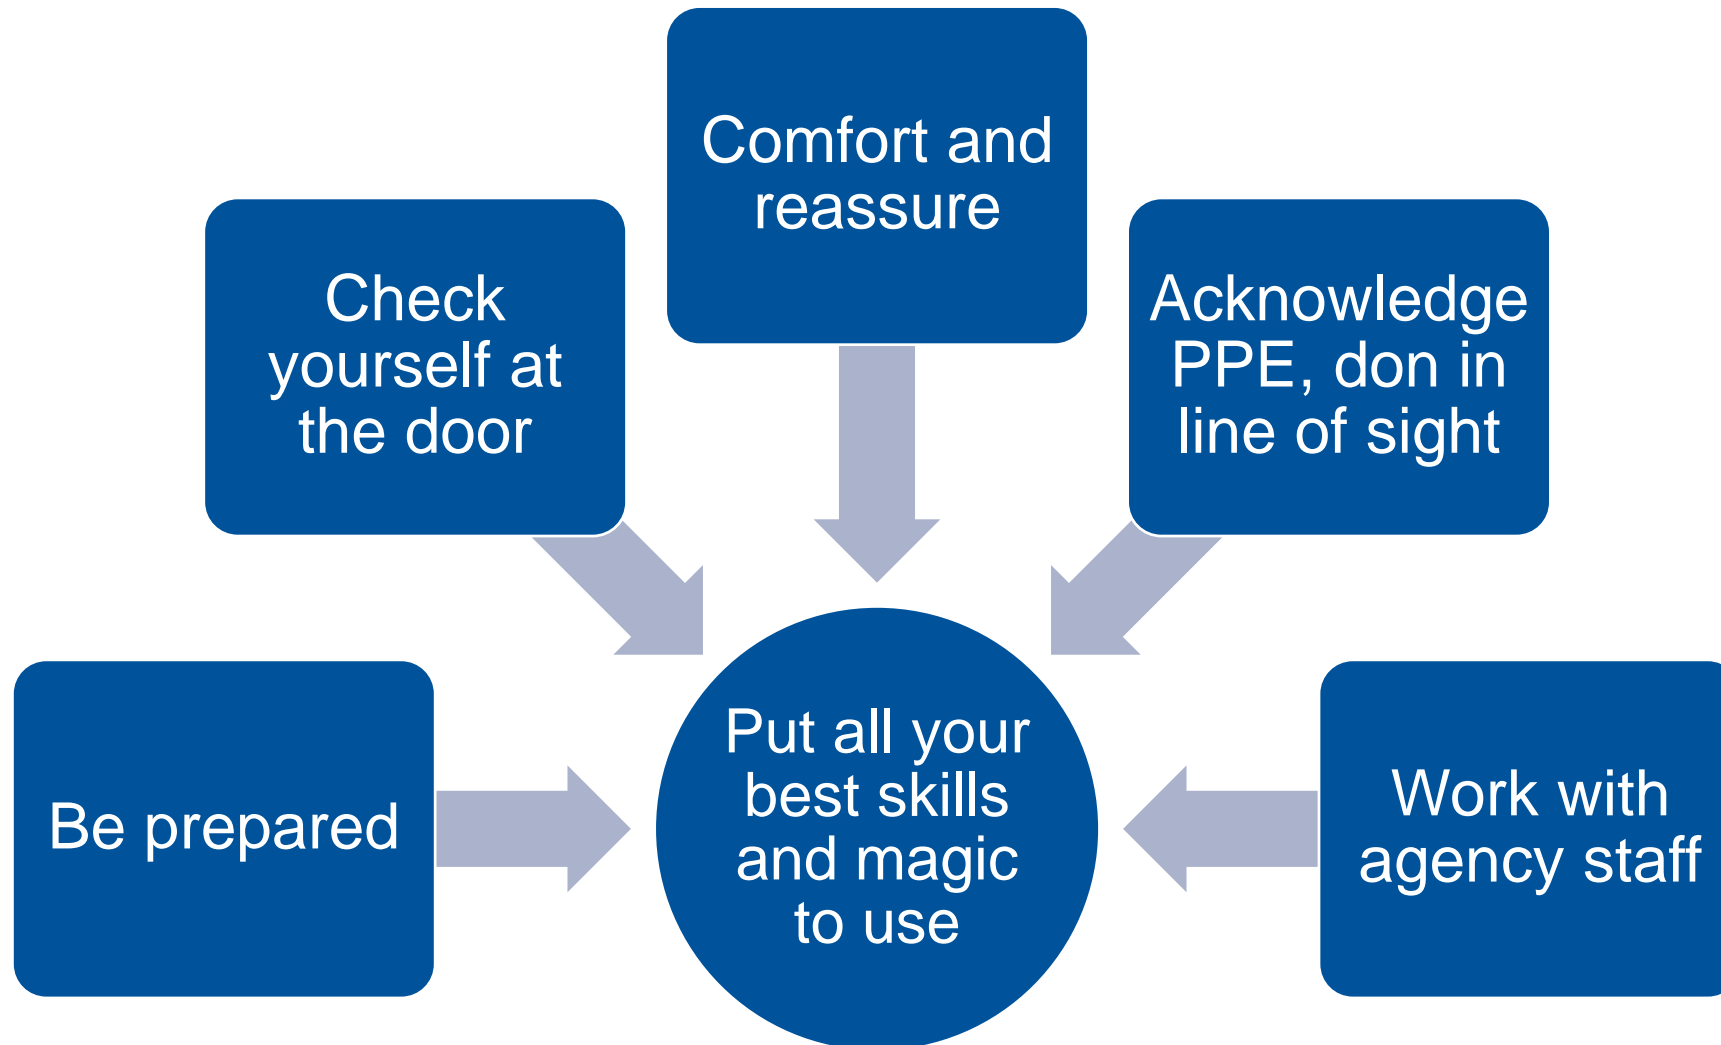 Comfort and
reassure
Check
yourself at
the door
Acknowledge
PPE, don in
line of sight
Be prepared
Put all your
best skills
and magic
to use
Work with
agency staff